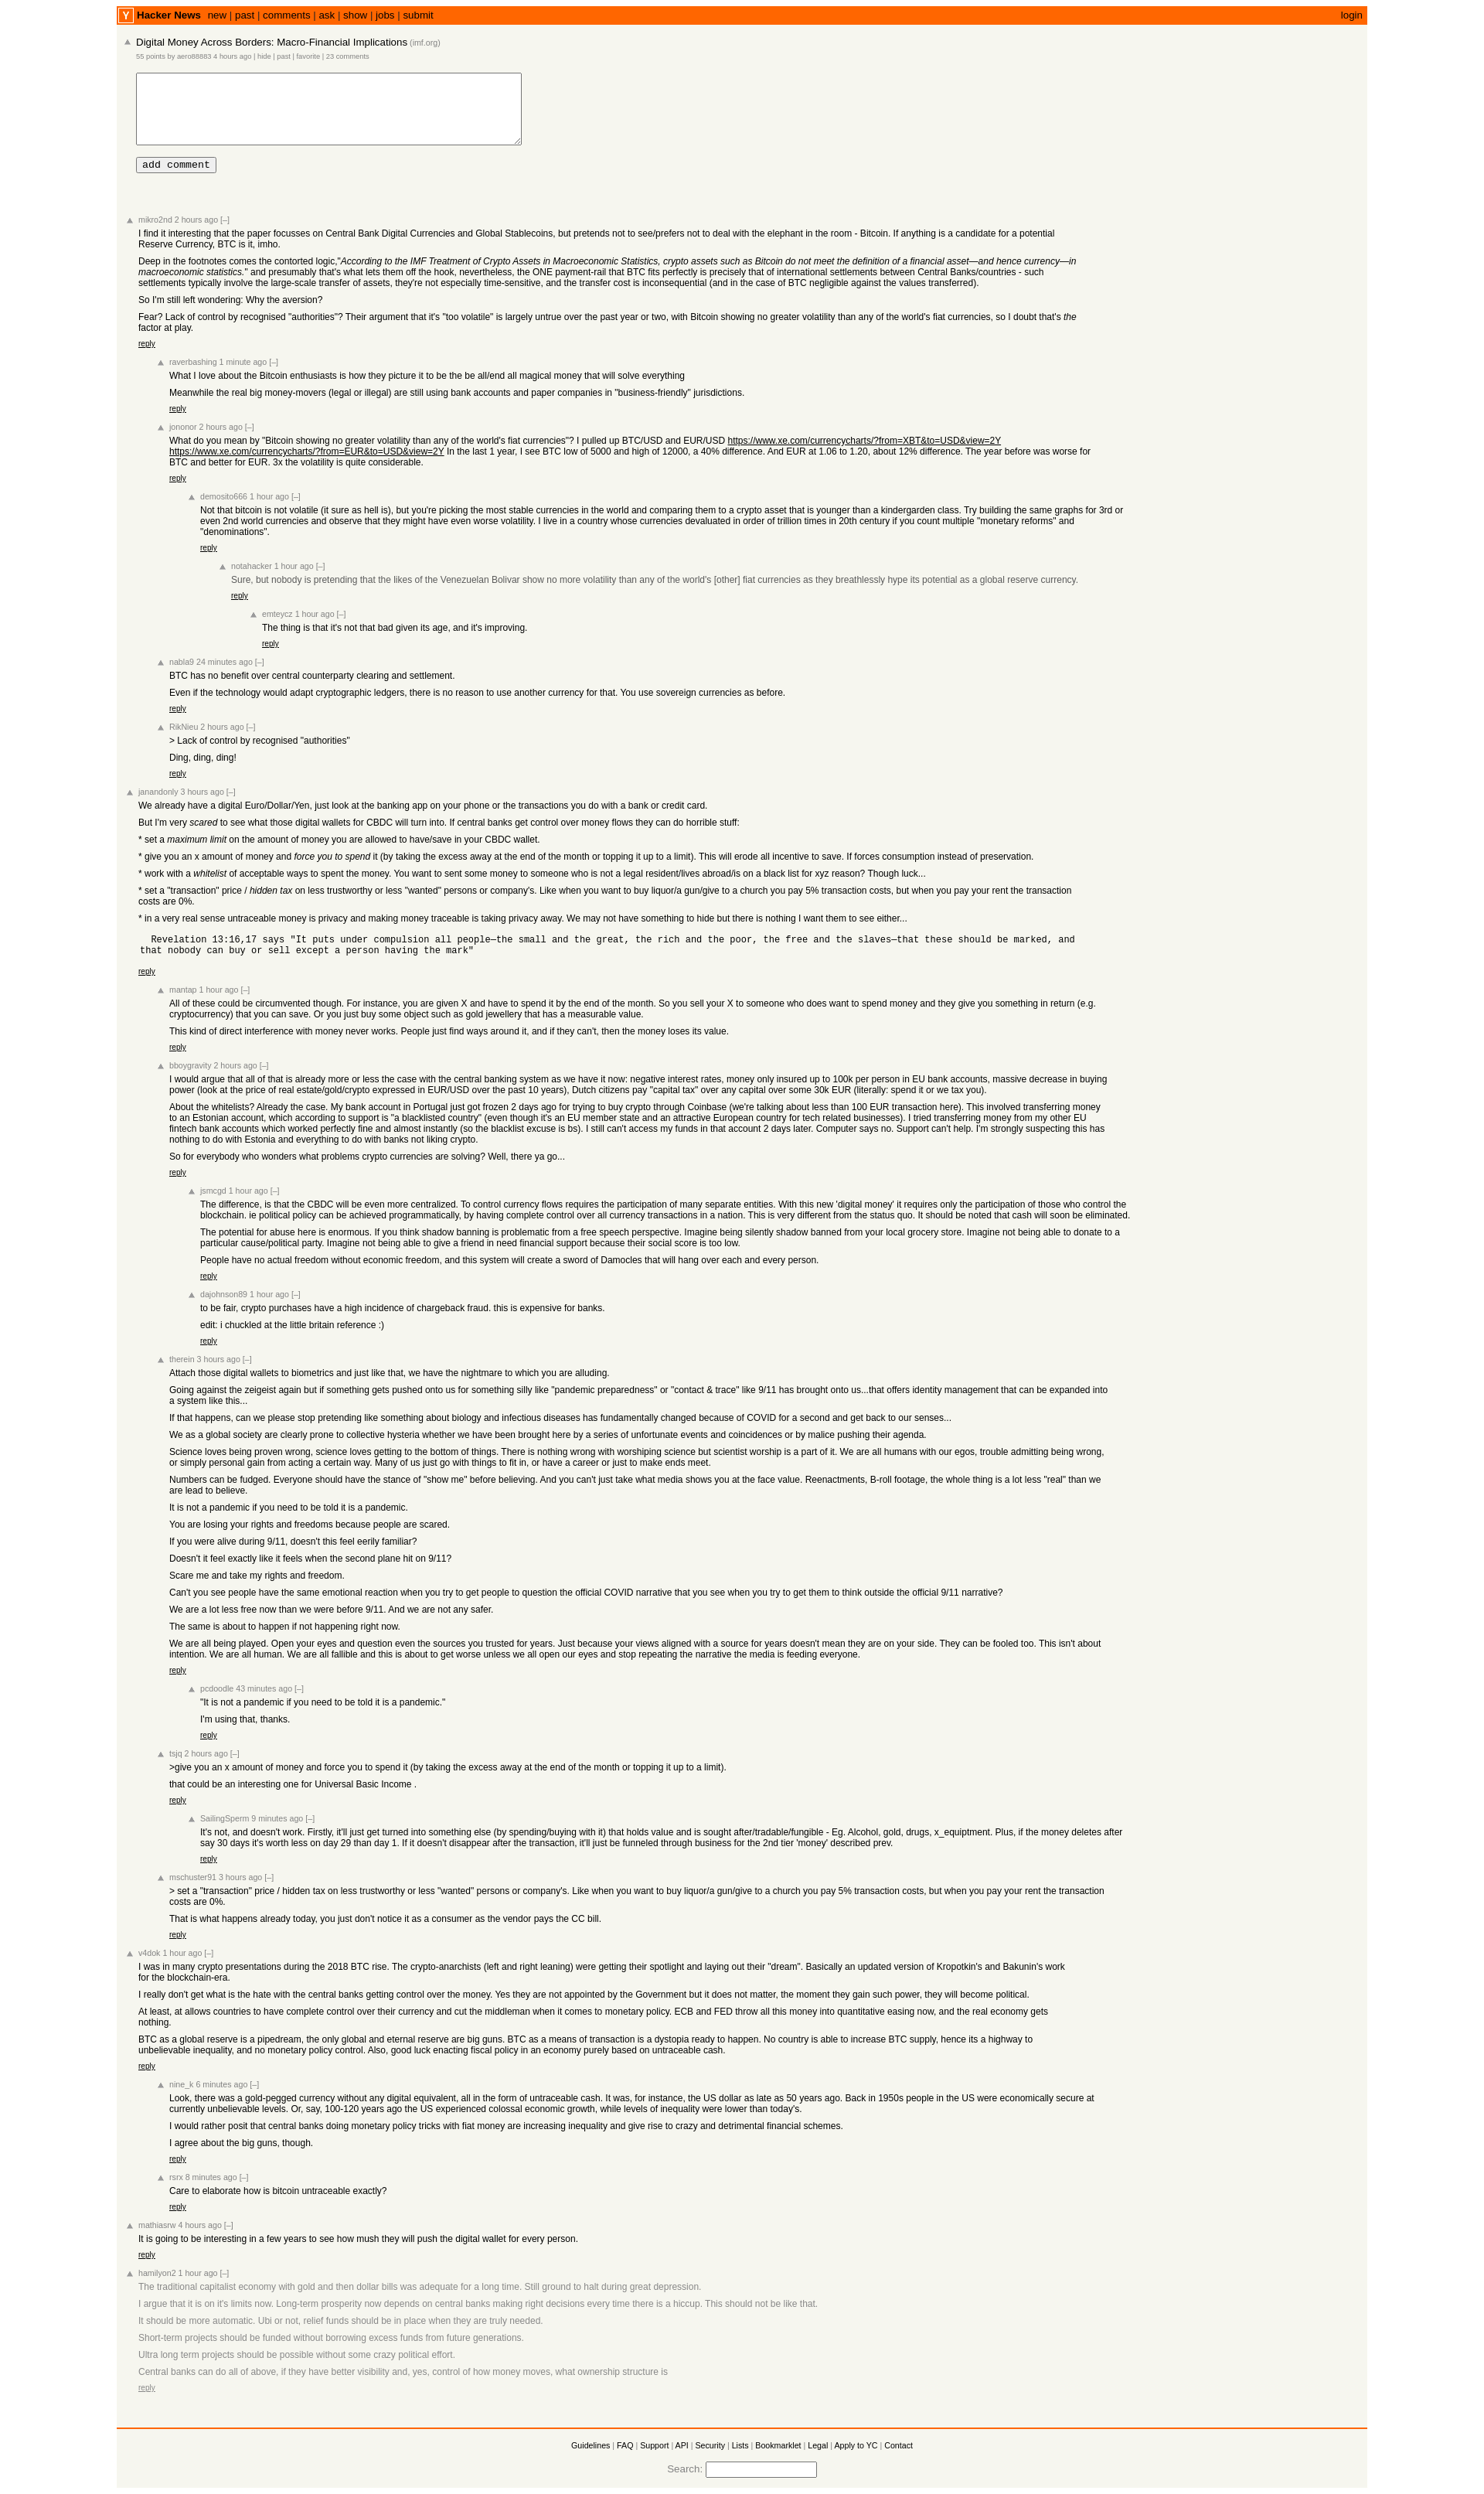 Y Hacker News new | past | comments | ask | show | jobs | submit login
Digital Money Across Borders: Macro-Financial Implications (imf.org)
55 points by aero88883 4 hours ago | hide | past | favorite | 23 comments
add comment
mikro2nd 2 hours ago [–]
I find it interesting that the paper focusses on Central Bank Digital Currencies and Global Stablecoins, but pretends not to see/prefers not to deal with the elephant in the room - Bitcoin. If anything is a candidate for a potential
Reserve Currency, BTC is it, imho.
Deep in the footnotes comes the contorted logic,"According to the IMF Treatment of Crypto Assets in Macroeconomic Statistics, crypto assets such as Bitcoin do not meet the definition of a financial asset—and hence currency—in
macroeconomic statistics." and presumably that's what lets them off the hook, nevertheless, the ONE payment-rail that BTC fits perfectly is precisely that of international settlements between Central Banks/countries - such
settlements typically involve the large-scale transfer of assets, they're not especially time-sensitive, and the transfer cost is inconsequential (and in the case of BTC negligible against the values transferred).
So I'm still left wondering: Why the aversion?
Fear? Lack of control by recognised "authorities"? Their argument that it's "too volatile" is largely untrue over the past year or two, with Bitcoin showing no greater volatility than any of the world's fiat currencies, so I doubt that's the
factor at play.
reply
raverbashing 1 minute ago [–]
What I love about the Bitcoin enthusiasts is how they picture it to be the be all/end all magical money that will solve everything
Meanwhile the real big money-movers (legal or illegal) are still using bank accounts and paper companies in "business-friendly" jurisdictions.
reply
jononor 2 hours ago [–]
What do you mean by "Bitcoin showing no greater volatility than any of the world's fiat currencies"? I pulled up BTC/USD and EUR/USD https://www.xe.com/currencycharts/?from=XBT&to=USD&view=2Y
https://www.xe.com/currencycharts/?from=EUR&to=USD&view=2Y In the last 1 year, I see BTC low of 5000 and high of 12000, a 40% difference. And EUR at 1.06 to 1.20, about 12% difference. The year before was worse for
BTC and better for EUR. 3x the volatility is quite considerable.
reply
demosito666 1 hour ago [–]
Not that bitcoin is not volatile (it sure as hell is), but you're picking the most stable currencies in the world and comparing them to a crypto asset that is younger than a kindergarden class. Try building the same graphs for 3rd or
even 2nd world currencies and observe that they might have even worse volatility. I live in a country whose currencies devaluated in order of trillion times in 20th century if you count multiple "monetary reforms" and
"denominations".
reply
notahacker 1 hour ago [–]
Sure, but nobody is pretending that the likes of the Venezuelan Bolivar show no more volatility than any of the world's [other] fiat currencies as they breathlessly hype its potential as a global reserve currency.
reply
emteycz 1 hour ago [–]
The thing is that it's not that bad given its age, and it's improving.
reply
nabla9 24 minutes ago [–]
BTC has no benefit over central counterparty clearing and settlement.
Even if the technology would adapt cryptographic ledgers, there is no reason to use another currency for that. You use sovereign currencies as before.
reply
RikNieu 2 hours ago [–]
> Lack of control by recognised "authorities"
Ding, ding, ding!
reply
janandonly 3 hours ago [–]
We already have a digital Euro/Dollar/Yen, just look at the banking app on your phone or the transactions you do with a bank or credit card.
But I'm very scared to see what those digital wallets for CBDC will turn into. If central banks get control over money flows they can do horrible stuff:
* set a maximum limit on the amount of money you are allowed to have/save in your CBDC wallet.
* give you an x amount of money and force you to spend it (by taking the excess away at the end of the month or topping it up to a limit). This will erode all incentive to save. If forces consumption instead of preservation.
* work with a whitelist of acceptable ways to spent the money. You want to sent some money to someone who is not a legal resident/lives abroad/is on a black list for xyz reason? Though luck...
* set a "transaction" price / hidden tax on less trustworthy or less "wanted" persons or company's. Like when you want to buy liquor/a gun/give to a church you pay 5% transaction costs, but when you pay your rent the transaction
costs are 0%.
* in a very real sense untraceable money is privacy and making money traceable is taking privacy away. We may not have something to hide but there is nothing I want them to see either...
Revelation 13:16,17 says "It puts under compulsion all people—the small and the great, the rich and the poor, the free and the slaves—that these should be marked, and
that nobody can buy or sell except a person having the mark"
reply
mantap 1 hour ago [–]
All of these could be circumvented though. For instance, you are given X and have to spend it by the end of the month. So you sell your X to someone who does want to spend money and they give you something in return (e.g.
cryptocurrency) that you can save. Or you just buy some object such as gold jewellery that has a measurable value.
This kind of direct interference with money never works. People just find ways around it, and if they can't, then the money loses its value.
reply
bboygravity 2 hours ago [–]
I would argue that all of that is already more or less the case with the central banking system as we have it now: negative interest rates, money only insured up to 100k per person in EU bank accounts, massive decrease in buying
power (look at the price of real estate/gold/crypto expressed in EUR/USD over the past 10 years), Dutch citizens pay "capital tax" over any capital over some 30k EUR (literally: spend it or we tax you).
About the whitelists? Already the case. My bank account in Portugal just got frozen 2 days ago for trying to buy crypto through Coinbase (we're talking about less than 100 EUR transaction here). This involved transferring money
to an Estonian account, which according to support is "a blacklisted country" (even though it's an EU member state and an attractive European country for tech related businesses). I tried transferring money from my other EU
fintech bank accounts which worked perfectly fine and almost instantly (so the blacklist excuse is bs). I still can't access my funds in that account 2 days later. Computer says no. Support can't help. I'm strongly suspecting this has
nothing to do with Estonia and everything to do with banks not liking crypto.
So for everybody who wonders what problems crypto currencies are solving? Well, there ya go...
reply
jsmcgd 1 hour ago [–]
The difference, is that the CBDC will be even more centralized. To control currency flows requires the participation of many separate entities. With this new 'digital money' it requires only the participation of those who control the
blockchain. ie political policy can be achieved programmatically, by having complete control over all currency transactions in a nation. This is very different from the status quo. It should be noted that cash will soon be eliminated.
The potential for abuse here is enormous. If you think shadow banning is problematic from a free speech perspective. Imagine being silently shadow banned from your local grocery store. Imagine not being able to donate to a
particular cause/political party. Imagine not being able to give a friend in need financial support because their social score is too low.
People have no actual freedom without economic freedom, and this system will create a sword of Damocles that will hang over each and every person.
reply
dajohnson89 1 hour ago [–]
to be fair, crypto purchases have a high incidence of chargeback fraud. this is expensive for banks.
edit: i chuckled at the little britain reference :)
reply
therein 3 hours ago [–]
Attach those digital wallets to biometrics and just like that, we have the nightmare to which you are alluding.
Going against the zeigeist again but if something gets pushed onto us for something silly like "pandemic preparedness" or "contact & trace" like 9/11 has brought onto us...that offers identity management that can be expanded into
a system like this...
If that happens, can we please stop pretending like something about biology and infectious diseases has fundamentally changed because of COVID for a second and get back to our senses...
We as a global society are clearly prone to collective hysteria whether we have been brought here by a series of unfortunate events and coincidences or by malice pushing their agenda.
Science loves being proven wrong, science loves getting to the bottom of things. There is nothing wrong with worshiping science but scientist worship is a part of it. We are all humans with our egos, trouble admitting being wrong,
or simply personal gain from acting a certain way. Many of us just go with things to fit in, or have a career or just to make ends meet.
Numbers can be fudged. Everyone should have the stance of "show me" before believing. And you can't just take what media shows you at the face value. Reenactments, B-roll footage, the whole thing is a lot less "real" than we
are lead to believe.
It is not a pandemic if you need to be told it is a pandemic.
You are losing your rights and freedoms because people are scared.
If you were alive during 9/11, doesn't this feel eerily familiar?
Doesn't it feel exactly like it feels when the second plane hit on 9/11?
Scare me and take my rights and freedom.
Can't you see people have the same emotional reaction when you try to get people to question the official COVID narrative that you see when you try to get them to think outside the official 9/11 narrative?
We are a lot less free now than we were before 9/11. And we are not any safer.
The same is about to happen if not happening right now.
We are all being played. Open your eyes and question even the sources you trusted for years. Just because your views aligned with a source for years doesn't mean they are on your side. They can be fooled too. This isn't about
intention. We are all human. We are all fallible and this is about to get worse unless we all open our eyes and stop repeating the narrative the media is feeding everyone.
reply
pcdoodle 43 minutes ago [–]
"It is not a pandemic if you need to be told it is a pandemic."
I'm using that, thanks.
reply
tsjq 2 hours ago [–]
>give you an x amount of money and force you to spend it (by taking the excess away at the end of the month or topping it up to a limit).
that could be an interesting one for Universal Basic Income .
reply
SailingSperm 9 minutes ago [–]
It's not, and doesn't work. Firstly, it'll just get turned into something else (by spending/buying with it) that holds value and is sought after/tradable/fungible - Eg. Alcohol, gold, drugs, x_equiptment. Plus, if the money deletes after
say 30 days it's worth less on day 29 than day 1. If it doesn't disappear after the transaction, it'll just be funneled through business for the 2nd tier 'money' described prev.
reply
mschuster91 3 hours ago [–]
> set a "transaction" price / hidden tax on less trustworthy or less "wanted" persons or company's. Like when you want to buy liquor/a gun/give to a church you pay 5% transaction costs, but when you pay your rent the transaction
costs are 0%.
That is what happens already today, you just don't notice it as a consumer as the vendor pays the CC bill.
reply
v4dok 1 hour ago [–]
I was in many crypto presentations during the 2018 BTC rise. The crypto-anarchists (left and right leaning) were getting their spotlight and laying out their "dream". Basically an updated version of Kropotkin's and Bakunin's work
for the blockchain-era.
I really don't get what is the hate with the central banks getting control over the money. Yes they are not appointed by the Government but it does not matter, the moment they gain such power, they will become political.
At least, at allows countries to have complete control over their currency and cut the middleman when it comes to monetary policy. ECB and FED throw all this money into quantitative easing now, and the real economy gets
nothing.
BTC as a global reserve is a pipedream, the only global and eternal reserve are big guns. BTC as a means of transaction is a dystopia ready to happen. No country is able to increase BTC supply, hence its a highway to
unbelievable inequality, and no monetary policy control. Also, good luck enacting fiscal policy in an economy purely based on untraceable cash.
reply
nine_k 6 minutes ago [–]
Look, there was a gold-pegged currency without any digital equivalent, all in the form of untraceable cash. It was, for instance, the US dollar as late as 50 years ago. Back in 1950s people in the US were economically secure at
currently unbelievable levels. Or, say, 100-120 years ago the US experienced colossal economic growth, while levels of inequality were lower than today's.
I would rather posit that central banks doing monetary policy tricks with fiat money are increasing inequality and give rise to crazy and detrimental financial schemes.
I agree about the big guns, though.
reply
rsrx 8 minutes ago [–]
Care to elaborate how is bitcoin untraceable exactly?
reply
mathiasrw 4 hours ago [–]
It is going to be interesting in a few years to see how mush they will push the digital wallet for every person.
reply
hamilyon2 1 hour ago [–]
The traditional capitalist economy with gold and then dollar bills was adequate for a long time. Still ground to halt during great depression.
I argue that it is on it's limits now. Long-term prosperity now depends on central banks making right decisions every time there is a hiccup. This should not be like that.
It should be more automatic. Ubi or not, relief funds should be in place when they are truly needed.
Short-term projects should be funded without borrowing excess funds from future generations.
Ultra long term projects should be possible without some crazy political effort.
Central banks can do all of above, if they have better visibility and, yes, control of how money moves, what ownership structure is
reply
Guidelines | FAQ | Support | API | Security | Lists | Bookmarklet | Legal | Apply to YC | Contact
Search: